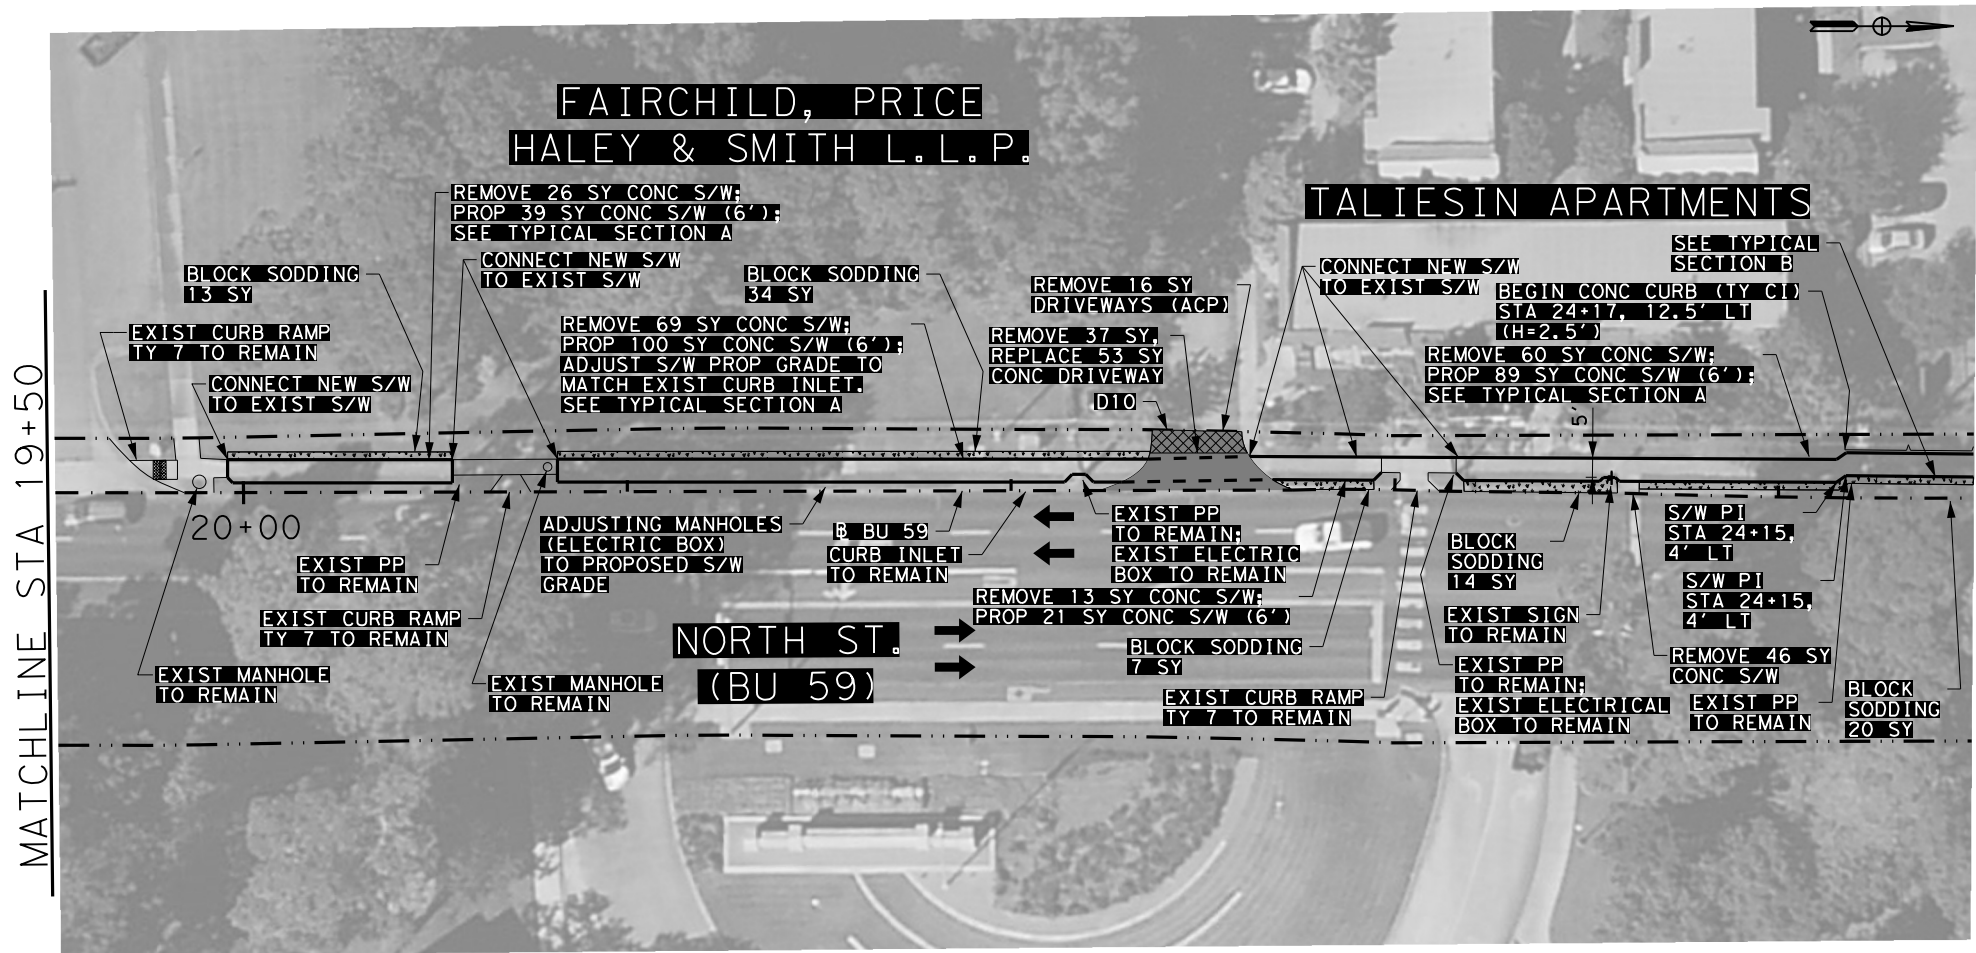 FAIRCHILD, PRICE
HALEY & SMITH L.L.P.
TALIESIN APARTMENTS
REMOVE 26 SY CONC S/W;
PROP 39 SY CONC S/W (6');
SEE TYPICAL SECTION A
CONNECT NEW S/W
TO EXIST S/W
BLOCK SODDING
13 SY
EXIST CURB RAMP
TY 7 TO REMAIN
CONNECT NEW S/W
TO EXIST S/W
BLOCK SODDING
34 SY
REMOVE 69 SY CONC S/W;
PROP 100 SY CONC S/W (6');
ADJUST S/W PROP GRADE TO
MATCH EXIST CURB INLET.
SEE TYPICAL SECTION A
REMOVE 16 SY
DRIVEWAYS (ACP)
REMOVE 37 SY,
REPLACE 53 SY
CONC DRIVEWAY
D10
CONNECT NEW S/W
TO EXIST S/W
SEE TYPICAL
SECTION B
BEGIN CONC CURB (TY CI)
STA 24+17, 12.5' LT
(H=2.5')
REMOVE 60 SY CONC S/W;
PROP 89 SY CONC S/W (6');
SEE TYPICAL SECTION A
5'
MATCHLINE STA 19+50
20+00
EXIST PP
TO REMAIN
EXIST CURB RAMP
TY 7 TO REMAIN
EXIST MANHOLE
TO REMAIN
EXIST MANHOLE
TO REMAIN
ADJUSTING MANHOLES
(ELECTRIC BOX)
TO PROPOSED S/W
GRADE
BU 59
CURB INLET
TO REMAIN
NORTH ST.
(BU 59)
EXIST PP
TO REMAIN;
EXIST ELECTRIC
BOX TO REMAIN
REMOVE 13 SY CONC S/W;
PROP 21 SY CONC S/W (6')
BLOCK SODDING
7 SY
EXIST CURB RAMP
TY 7 TO REMAIN
BLOCK
SODDING
14 SY
EXIST SIGN
TO REMAIN
EXIST PP
TO REMAIN;
EXIST ELECTRICAL
BOX TO REMAIN
S/W PI
STA 24+15,
4' LT
S/W PI
STA 24+15,
4' LT
REMOVE 46 SY
CONC S/W
EXIST PP
TO REMAIN
BLOCK
SODDING
20 SY